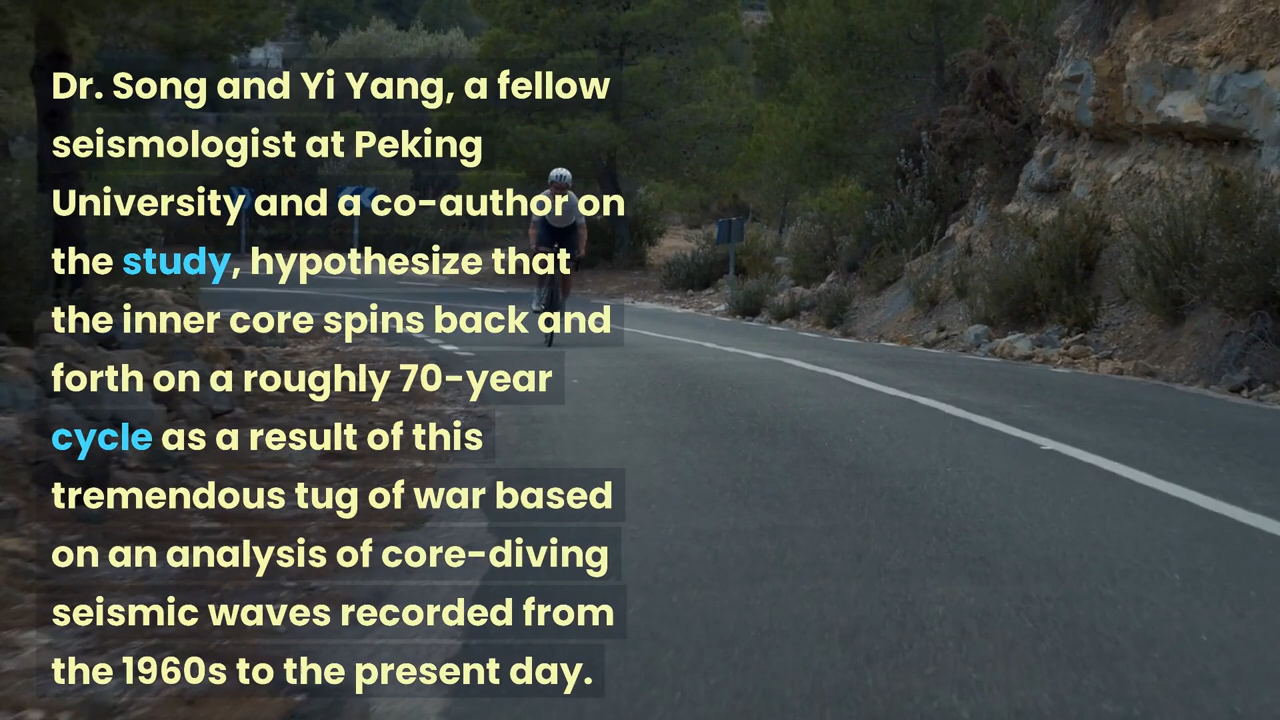 Dr. Song and Yi Yang, a fellow
seismologist at Peking
University and a co-author on
the study, hypothesize that
the inner core spins back and
forth on a roughly 70-year
cycle as a result of this
tremendous tug of war based
on an analysis of core-diving
seismic waves recorded from
the 1960s to the present day.